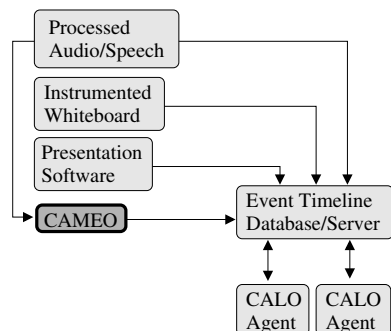 Processed
Audio/Speech
Instrumented
Whiteboard
Presentation
Software
CAMEO
Event Timeline
Database/Server
CALO
Agent
CALO
Agent